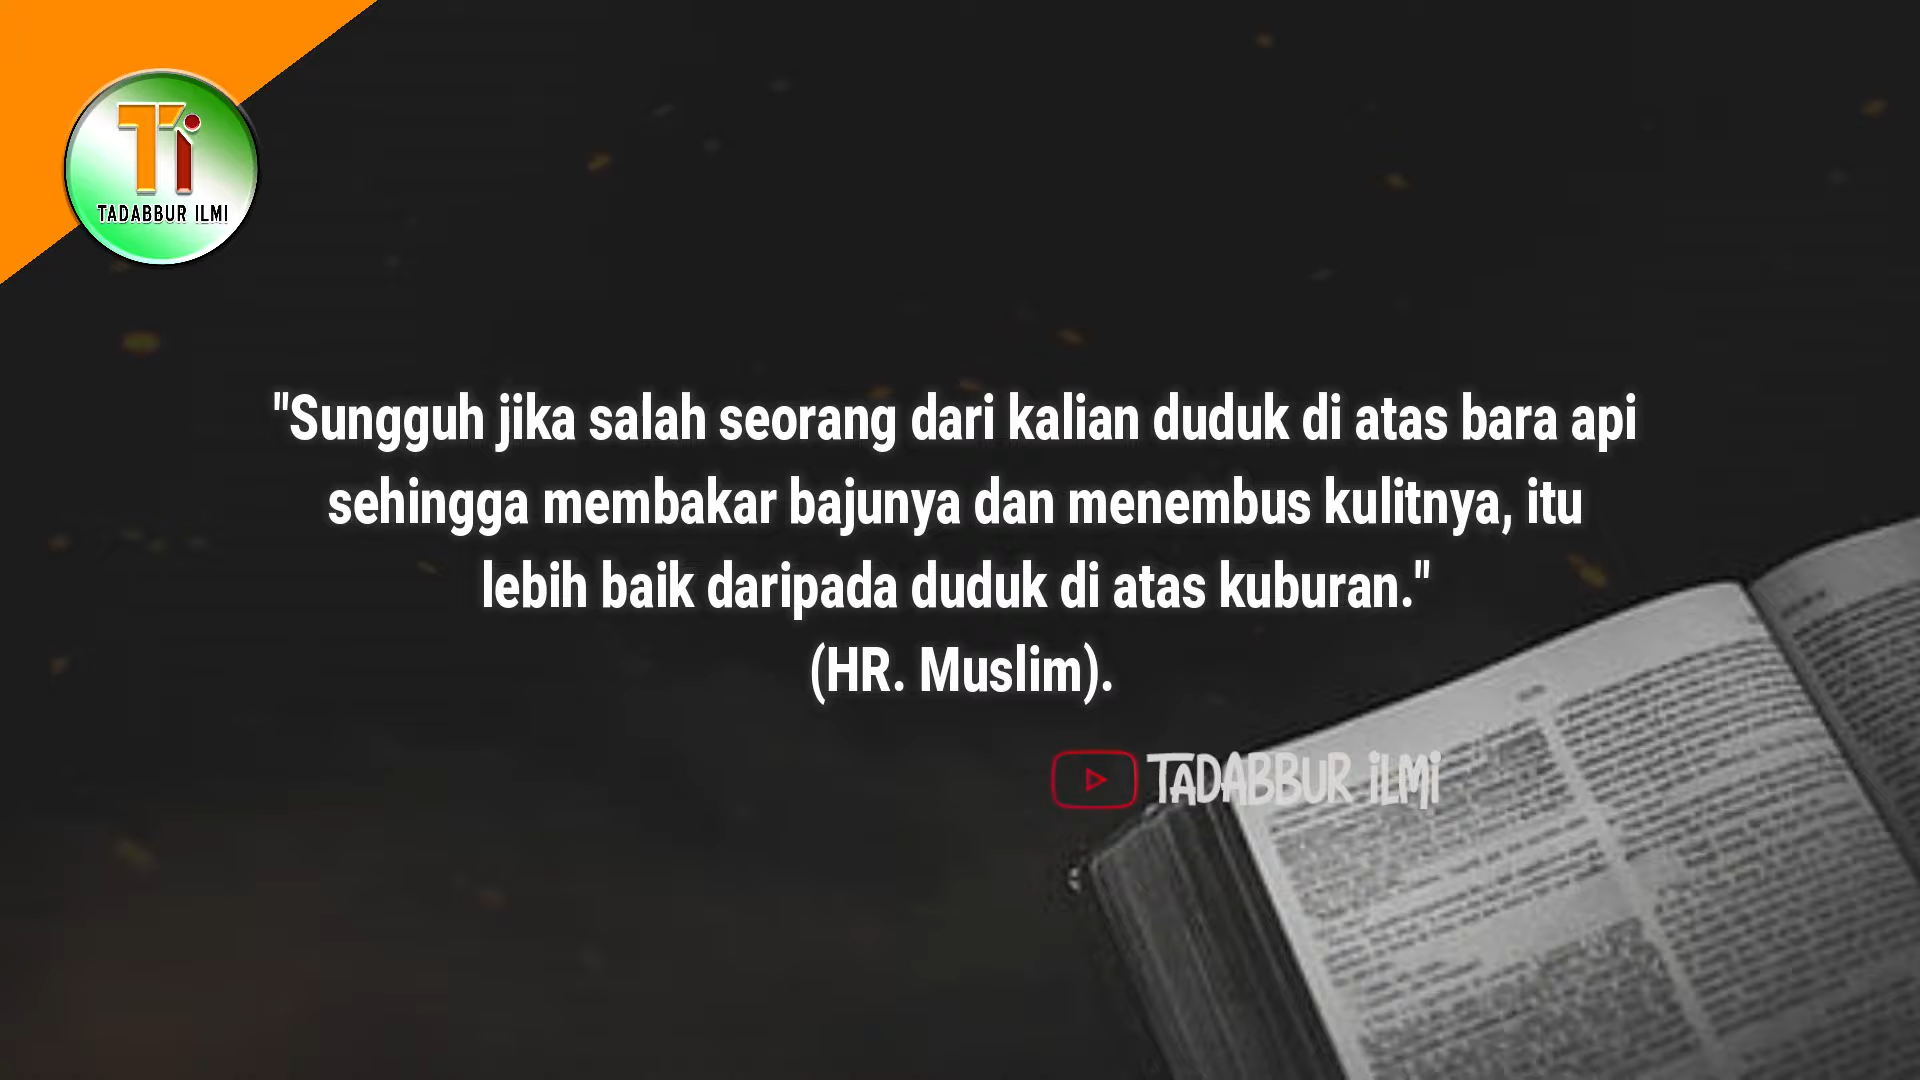 Ti
TADABBUR ILMI
"Sungguh jika salah seorang dari kalian duduk di atas bara api
sehingga membakar bajunya dan menembus kulitnya, itu
lebih baik daripada duduk di atas kuburan."
(HR. Muslim).
TADABBUR iLMi